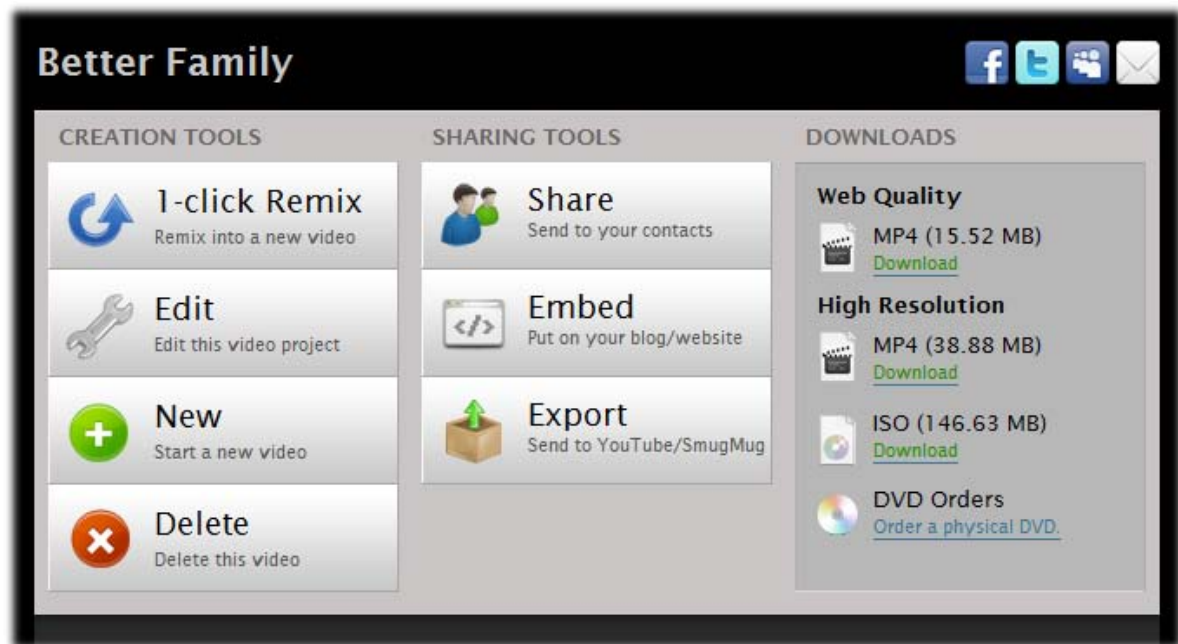 Better Family
CREATION TOOLS
1-click Remix
Remix into a new video
Edit
Edit this video project
New
Start a new video
Delete
Delete this video
SHARING TOOLS
Share
Send to your contacts
Embed
Put on your blog/website
Export
Send to YouTube/SmugMug
DOWNLOADS
Web Quality
MP4 (15.52 MB)
Download
High Resolution
MP4 (38.88 MB)
Download
ISO (146.63 MB)
Download
DVD Orders
Order a physical DVD.